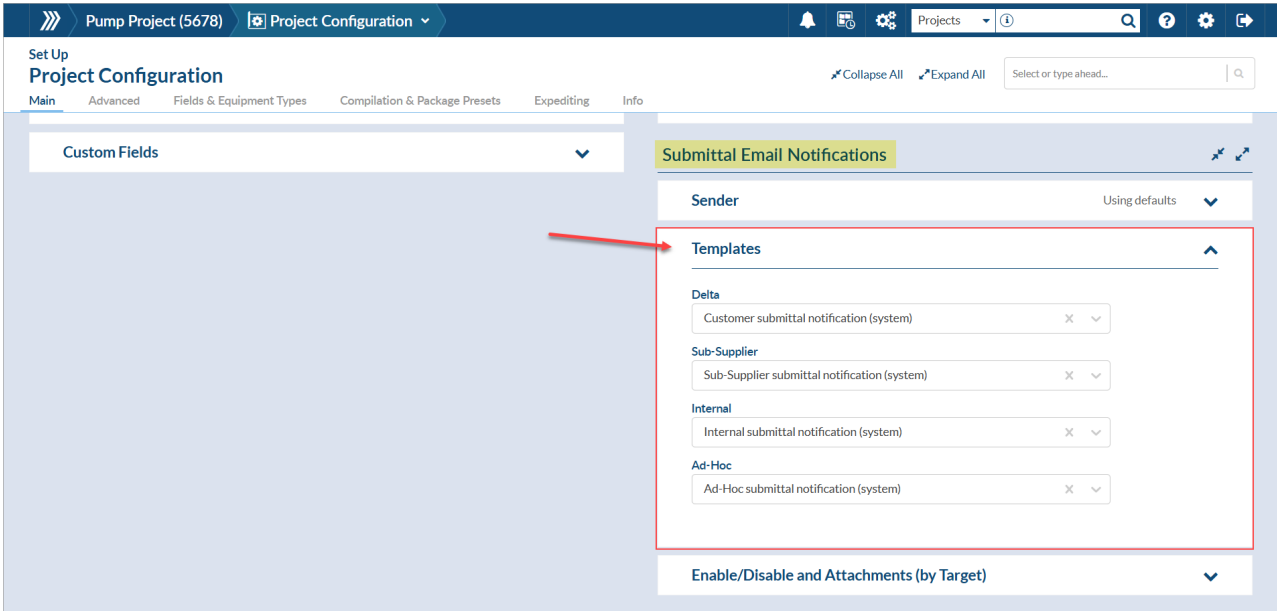 Pump Project (5678)
Project Configuration
Projects
Set Up
Project Configuration
Collapse All
Expand All
Select or type ahead...
Main
Advanced
Fields & Equipment Types
Compilation & Package Presets
Expediting
Info
Custom Fields
Submittal Email Notifications
Sender
Using defaults
Templates
Delta
Customer submittal notification (system)
Sub-Supplier
Sub-Supplier submittal notification (system)
Internal
Internal submittal notification (system)
Ad-Hoc
Ad-Hoc submittal notification (system)
Enable/Disable and Attachments (by Target)